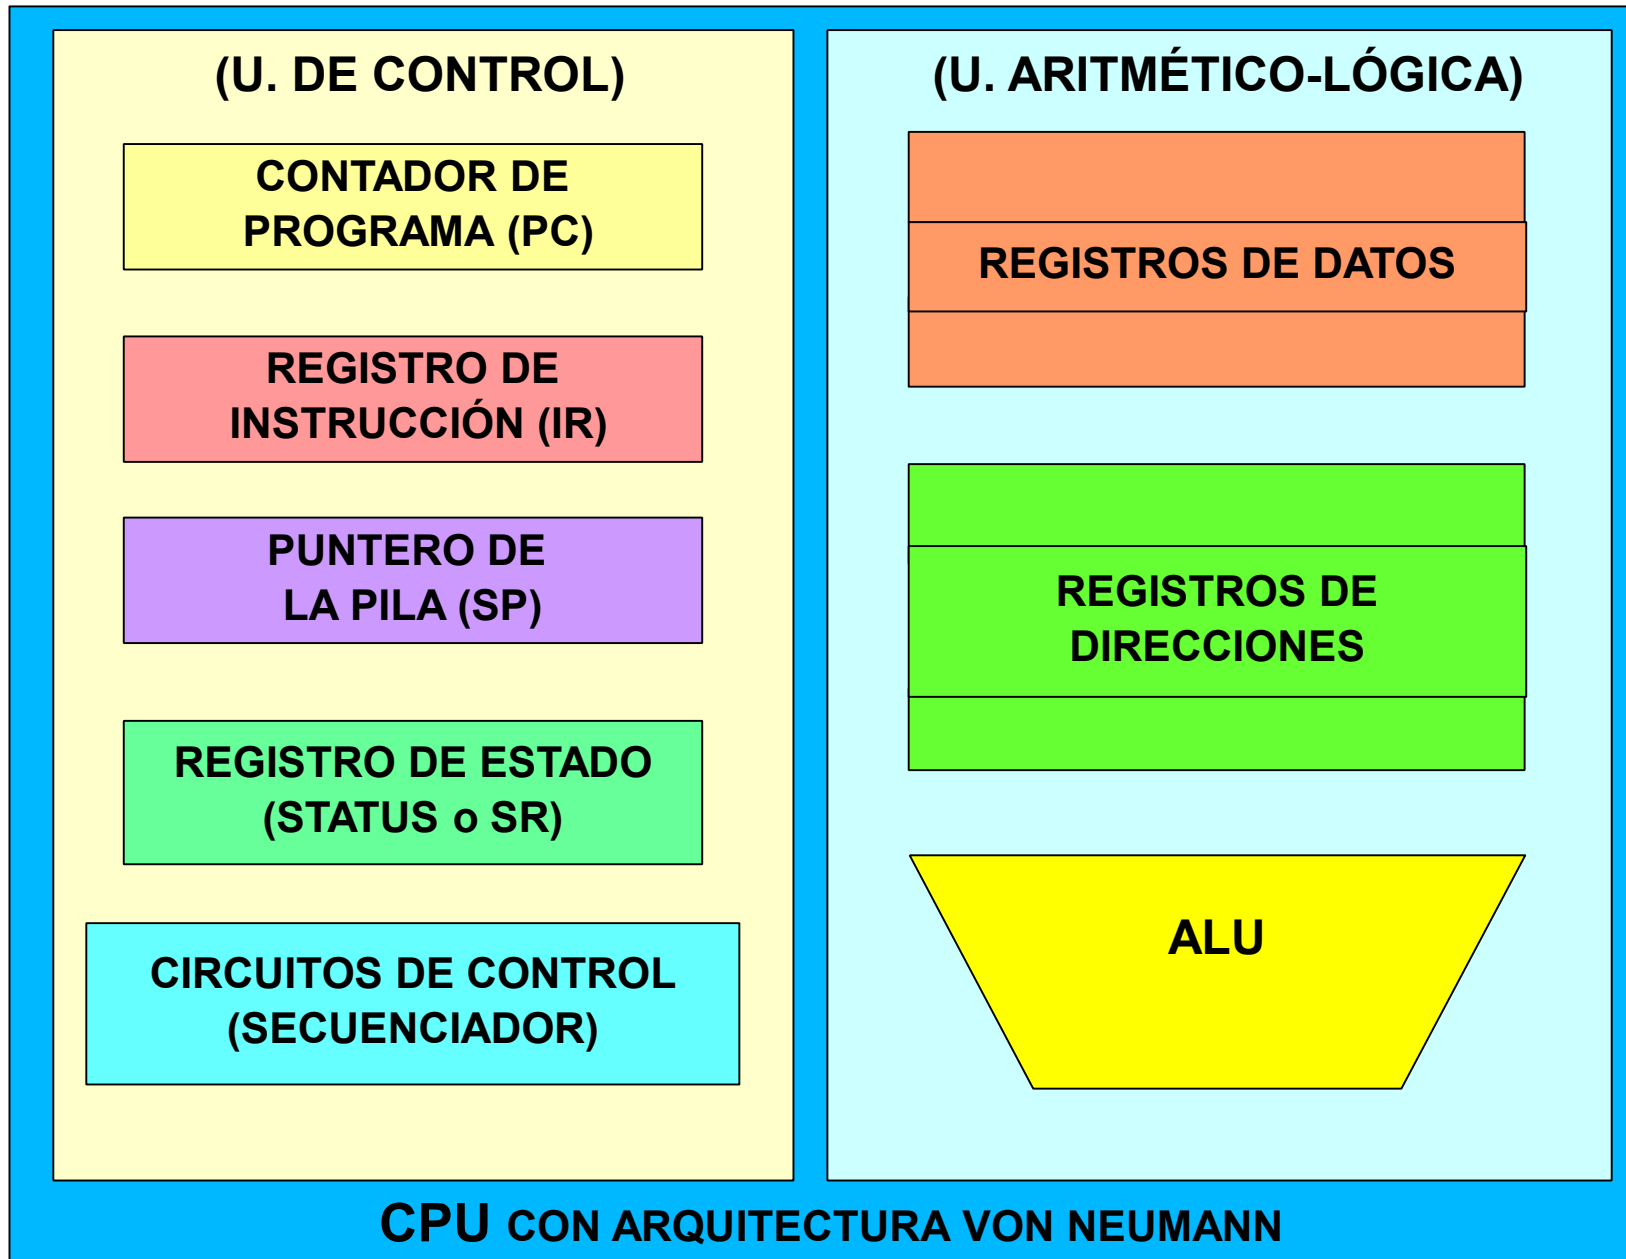 (U. DE CONTROL)
CONTADOR DE
PROGRAMA (PC)
REGISTRO DE
INSTRUCCIÓN (IR)
PUNTERO DE
LA PILA (SP)
REGISTRO DE ESTADO
(STATUS o SR)
CIRCUITOS DE CONTROL
(SECUENCIADOR)
(U. ARITMÉTICO-LÓGICA)
REGISTROS DE DATOS
REGISTROS DE
DIRECCIONES
ALU
CPU CON ARQUITECTURA VON NEUMANN